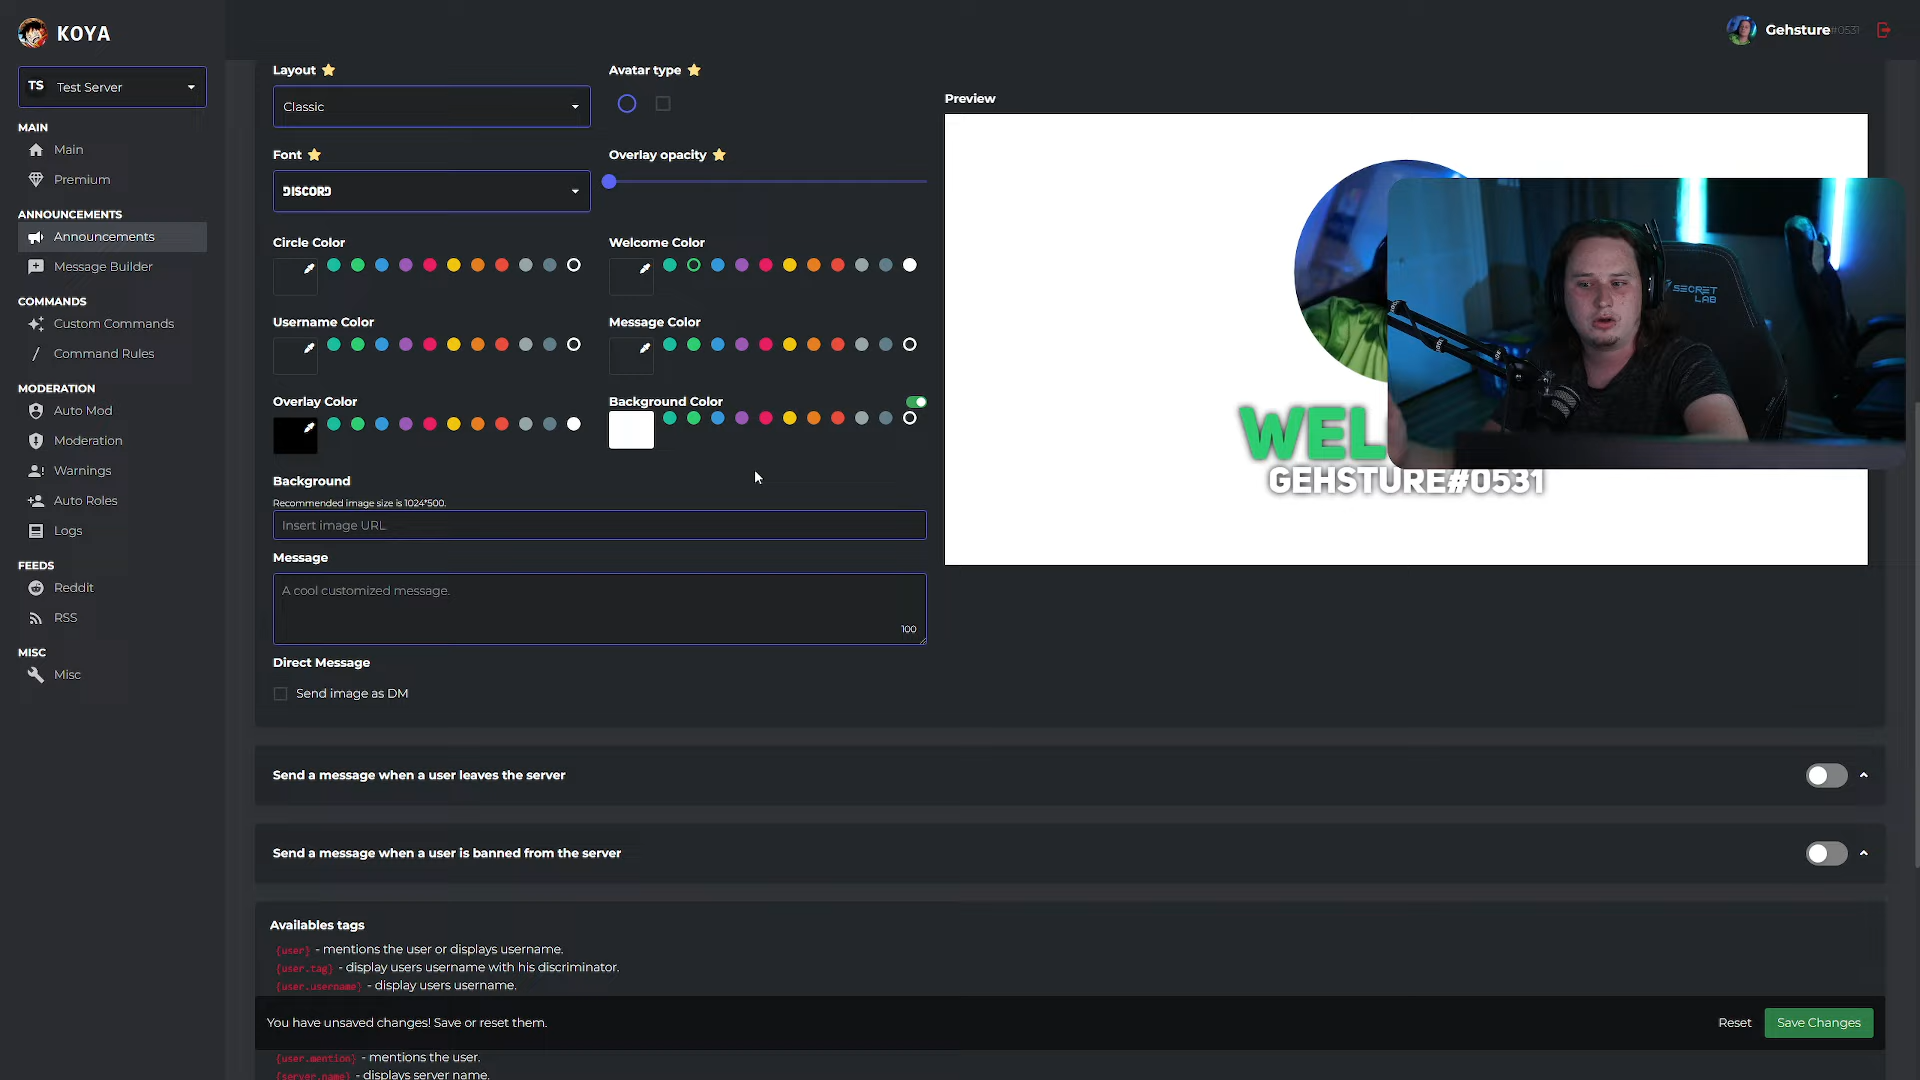 KOYA
Gehsture#0531
TS Test Server
MAIN
Main
Premium
ANNOUNCEMENTS
Announcements
Message Builder
COMMANDS
Custom Commands
Command Rules
MODERATION
Auto Mod
Moderation
Warnings
Auto Roles
Logs
FEEDS
Reddit
RSS
MISC
Misc
Layout
Classic
Avatar type
Font
DISCORD
Overlay opacity
Circle Color
Welcome Color
Username Color
Message Color
Overlay Color
Background Color
Background
Recommended image size is 1024*500.
Insert image URL
Message
A cool customized message.
100
Direct Message
Send image as DM
Preview
WEL
GEHSTURE#0531
SECRET
LAB
Send a message when a user leaves the server
Send a message when a user is banned from the server
Availables tags
{user} - mentions the user or displays username.
{user.tag} - display users username with his discriminator.
{user.username} - display users username.
You have unsaved changes! Save or reset them.
Reset
Save Changes
{user.mention} - mentions the user.
{server.name} - displays server name.